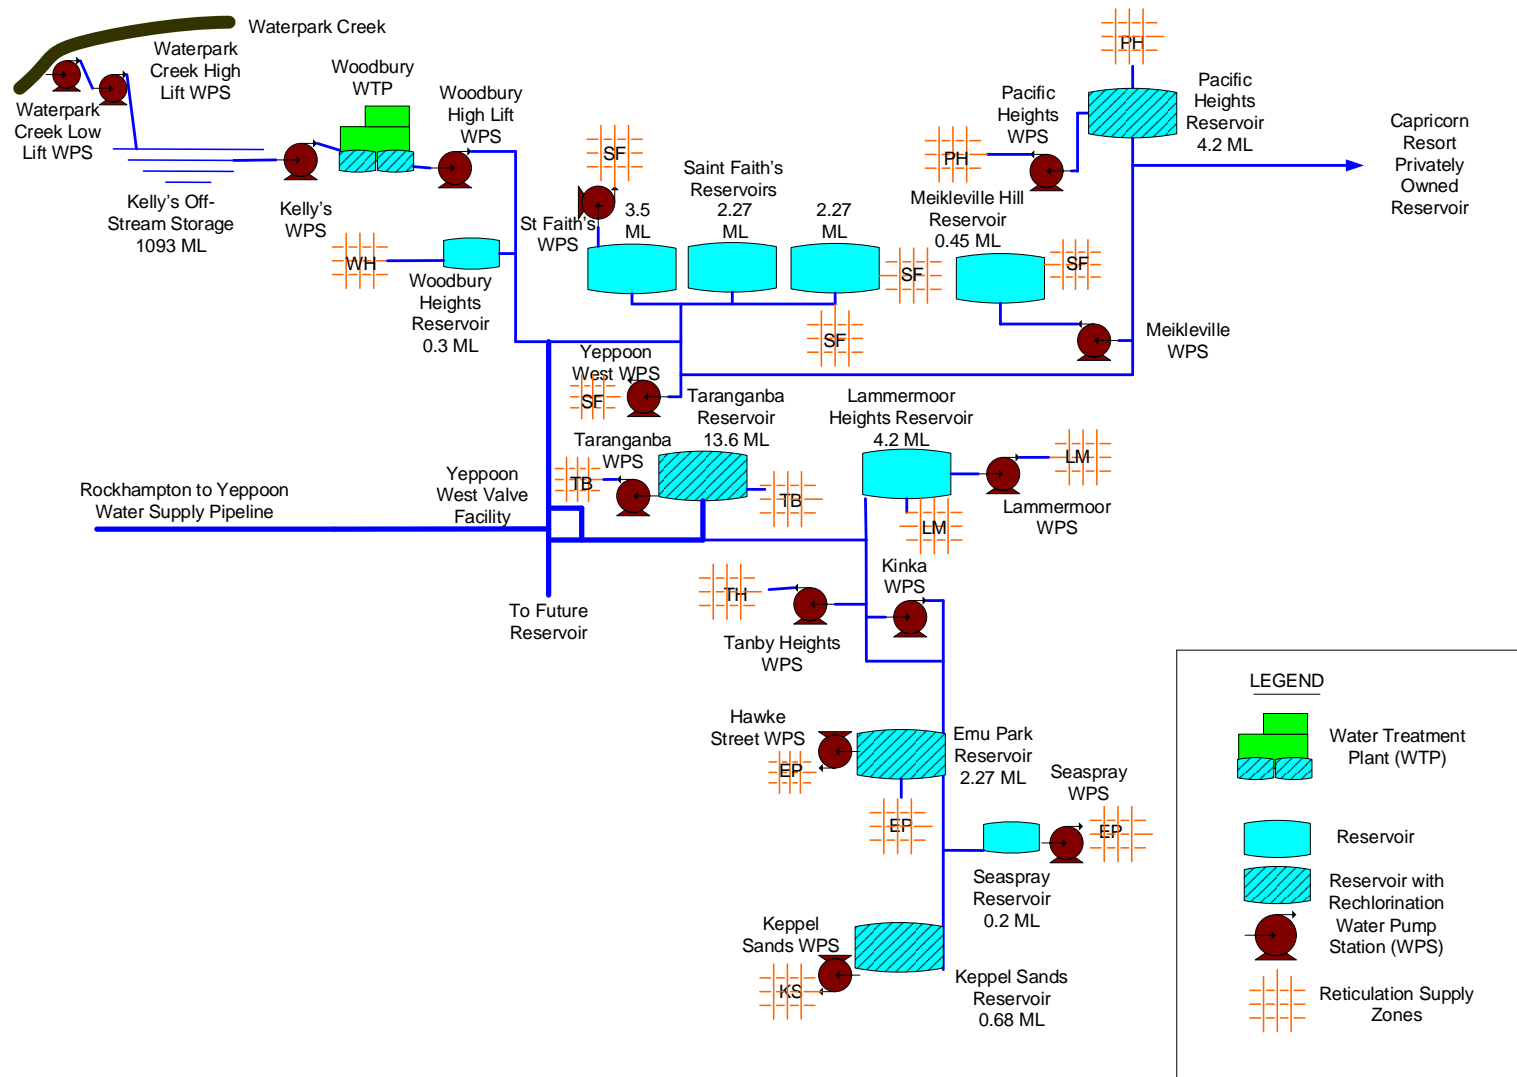 Waterpark Creek
Waterpark
Creek High
Lift WPS
Waterpark
Creek Low
Lift WPS
Woodbury
WTP
Woodbury
High Lift
WPS
Kelly's Off-
Stream Storage
1093 ML
Kelly's
WPS
WH
Woodbury
Heights
Reservoir
0.3 ML
SF
St Faith's
WPS
Saint Faith's
Reservoirs
3.5
ML
2.27
ML
2.27
ML
SF
SF
PH
Pacific
Heights
WPS
PH
Pacific
Heights
Reservoir
4.2 ML
Capricorn
Resort
Privately
Owned
Reservoir
Meikleville Hill
Reservoir
0.45 ML
SF
Meikleville
WPS
Yeppoon
West WPS
SF
Taranganba
Reservoir
13.6 ML
Taranganba
WPS
TB
TB
Lammermoor
Heights Reservoir
4.2 ML
LM
LM
Lammermoor
WPS
Rockhampton to Yeppoon
Water Supply Pipeline
Yeppoon
West Valve
Facility
To Future
Reservoir
Kinka
WPS
TH
Tanby Heights
WPS
Hawke
Street WPS
EP
Emu Park
Reservoir
2.27 ML
EP
Seaspray
WPS
EP
Seaspray
Reservoir
0.2 ML
Keppel
Sands WPS
KS
Keppel Sands
Reservoir
0.68 ML
LEGEND
Water Treatment
Plant (WTP)
Reservoir
Reservoir with
Rechlorination
Water Pump
Station (WPS)
Reticulation Supply
Zones